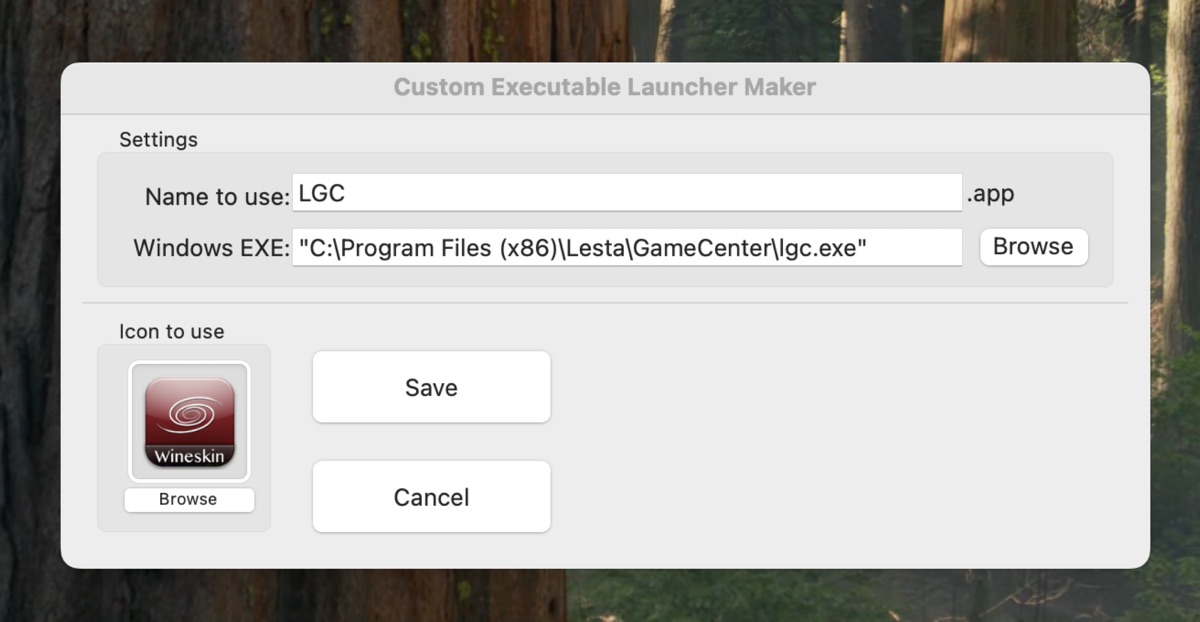 Custom Executable Launcher Maker
Settings
Name to use: LGC .app
Windows EXE: "C:\Program Files (x86)\Lesta\GameCenter\lgc.exe" Browse
Icon to use
Wineskin
Browse
Save
Cancel